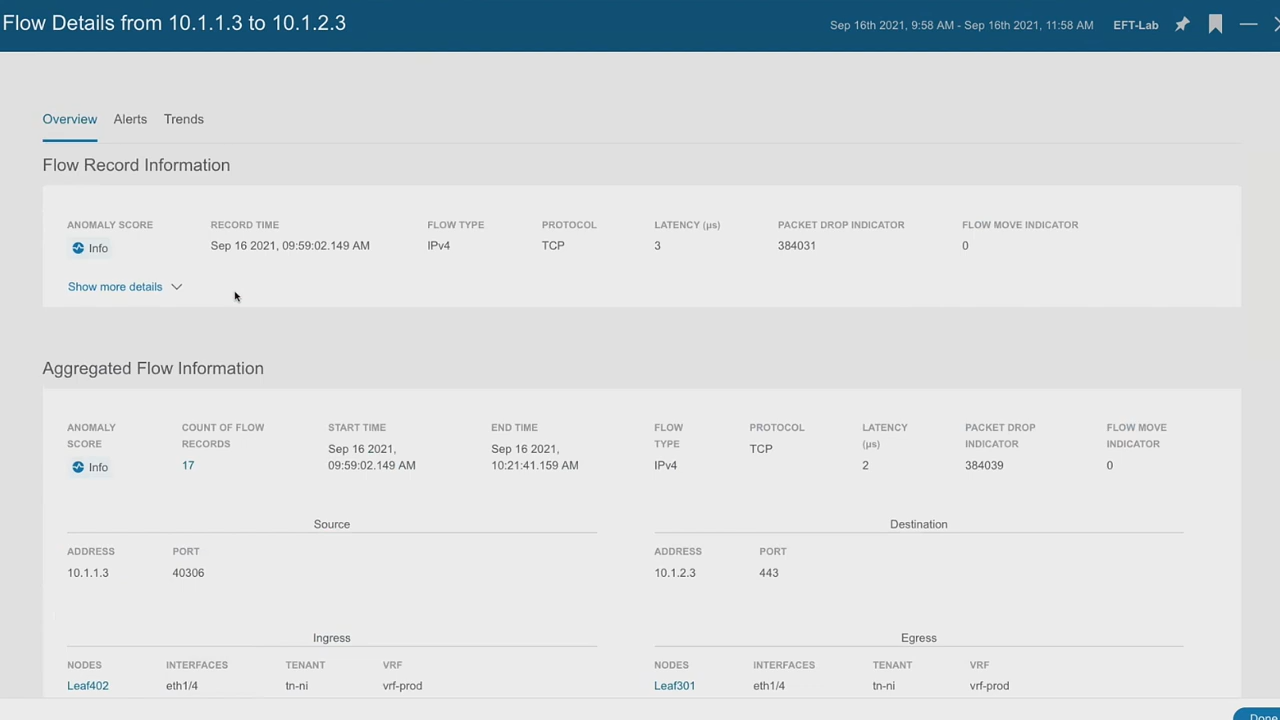 Flow Details from 10.1.1.3 to 10.1.2.3
Sep 16th 2021, 9:58 AM - Sep 16th 2021, 11:58 AM
EFT-Lab
Overview Alerts Trends
Flow Record Information
ANOMALY SCORE RECORD TIME FLOW TYPE PROTOCOL LATENCY (µs) PACKET DROP INDICATOR FLOW MOVE INDICATOR
Info Sep 16 2021, 09:59:02.149 AM IPv4 TCP 3 384031 0
Show more details
Aggregated Flow Information
ANOMALY SCORE COUNT OF FLOW RECORDS START TIME END TIME FLOW TYPE PROTOCOL LATENCY (µs) PACKET DROP INDICATOR FLOW MOVE INDICATOR
Info 17 Sep 16 2021, 09:59:02.149 AM Sep 16 2021, 10:21:41.159 AM IPv4 TCP 2 384039 0
Source
ADDRESS PORT
10.1.1.3 40306
Destination
ADDRESS PORT
10.1.2.3 443
Ingress
NODES INTERFACES TENANT VRF
Leaf402 eth1/4 tn-ni vrf-prod
Egress
NODES INTERFACES TENANT VRF
Leaf301 eth1/4 tn-ni vrf-prod
Done